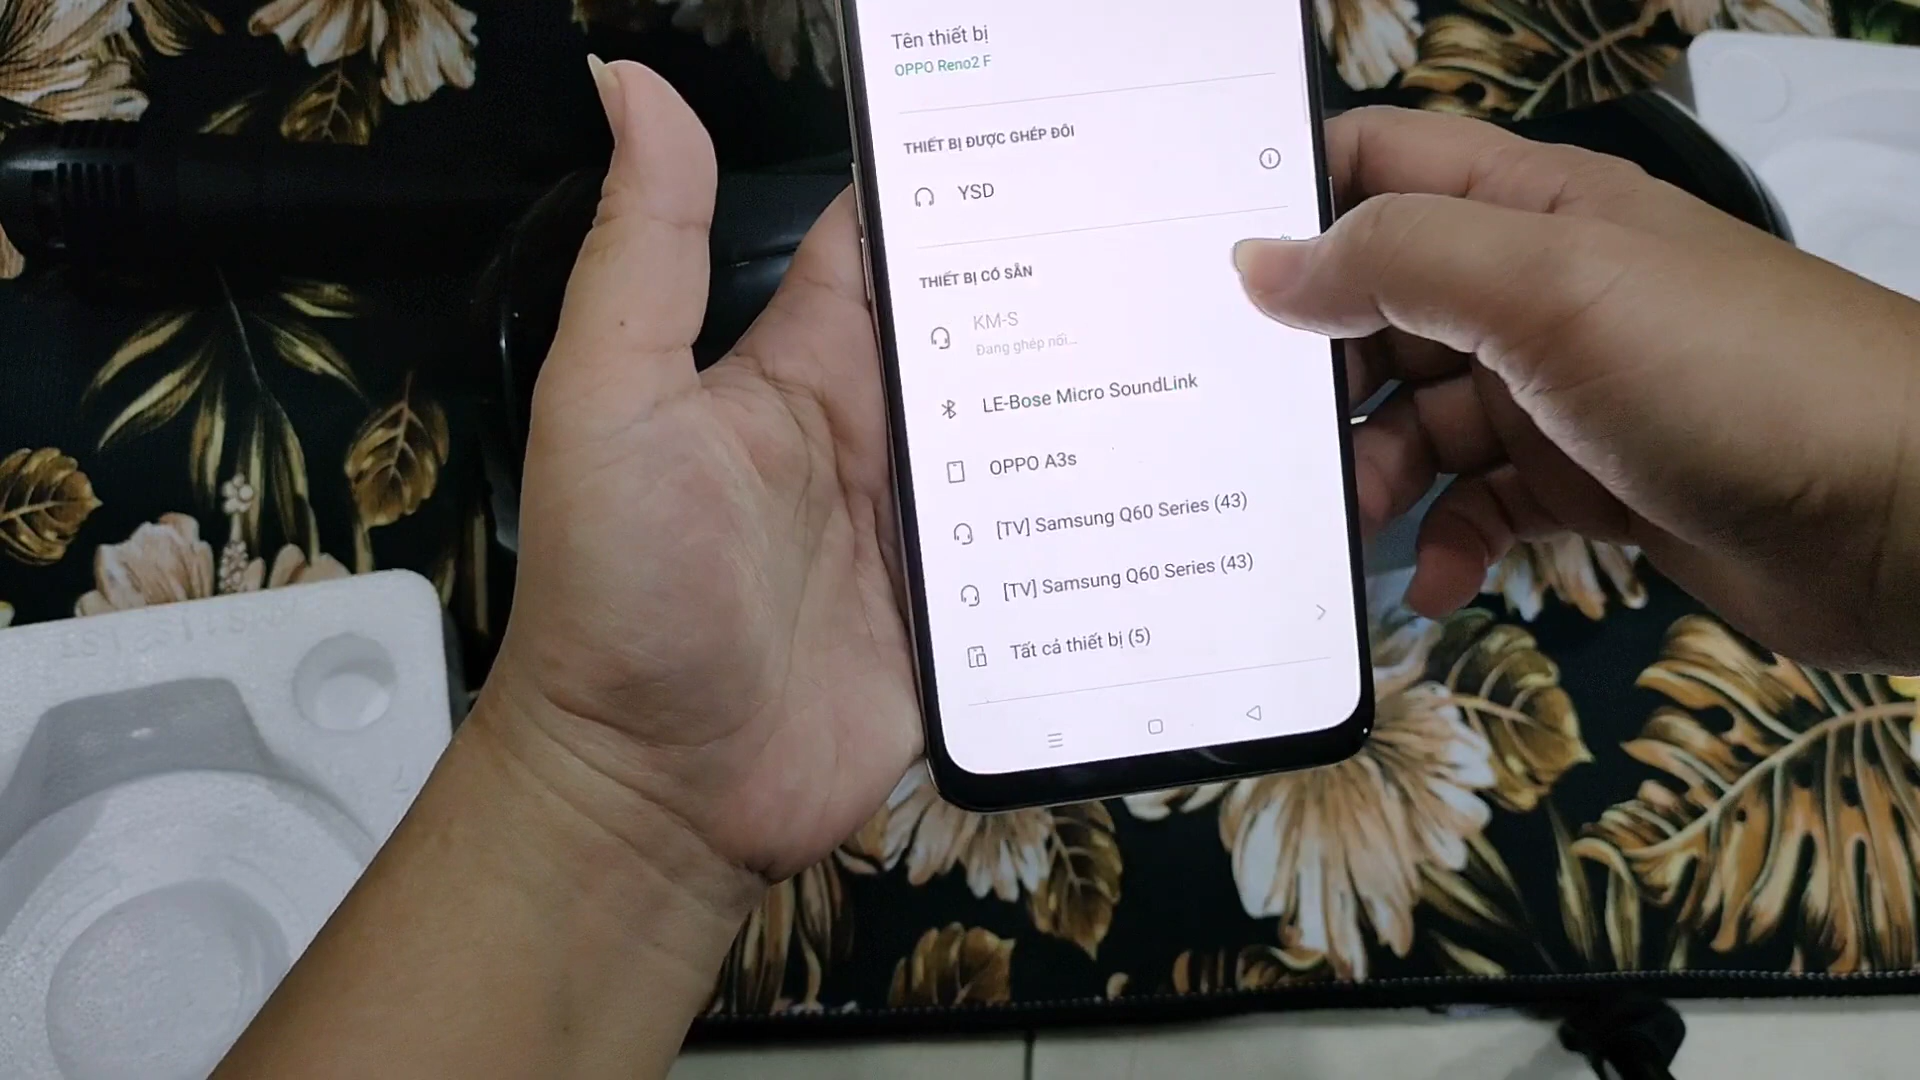 Tên thiết bị
OPPO Reno2 F
THIẾT BỊ ĐƯỢC GHÉP ĐÔI
YSD
THIẾT BỊ CÓ SẴN
KM-S
Đang ghép nối...
LE-Bose Micro SoundLink
OPPO A3s
[TV] Samsung Q60 Series (43)
[TV] Samsung Q60 Series (43)
Tất cả thiết bị (5)